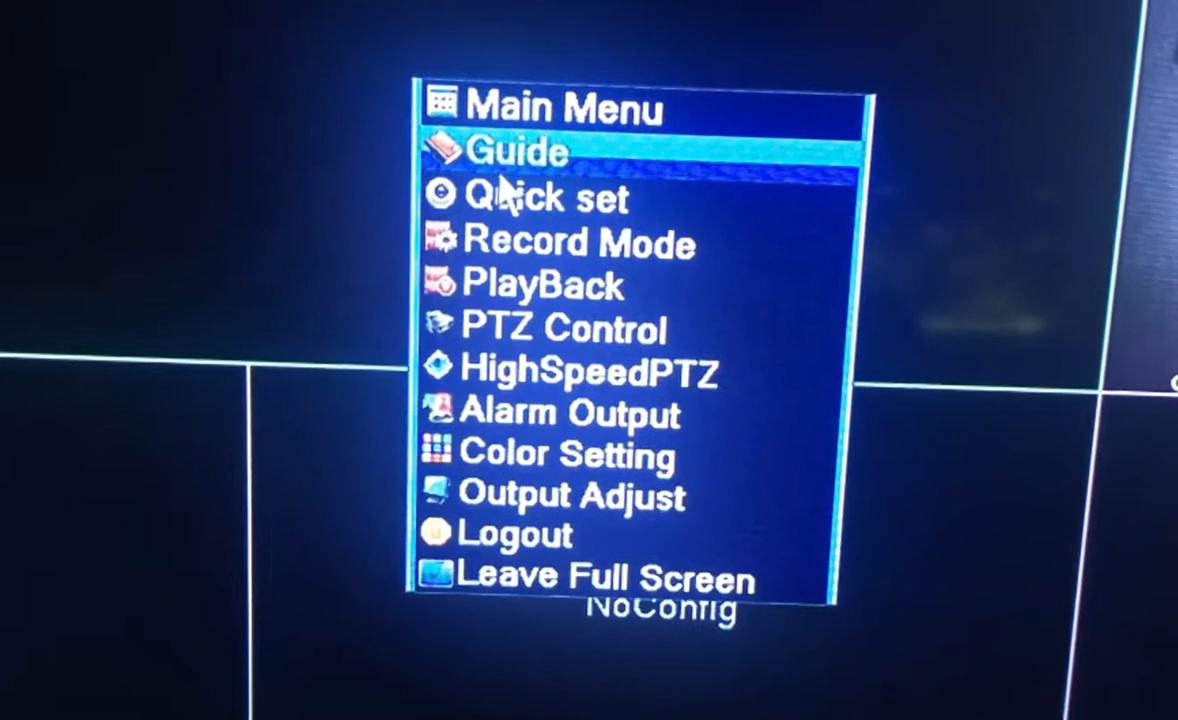 Main Menu
Guide
Quick set
Record Mode
PlayBack
PTZ Control
HighSpeedPTZ
Alarm Output
Color Setting
Output Adjust
Logout
Leave Full Screen
NoConfig